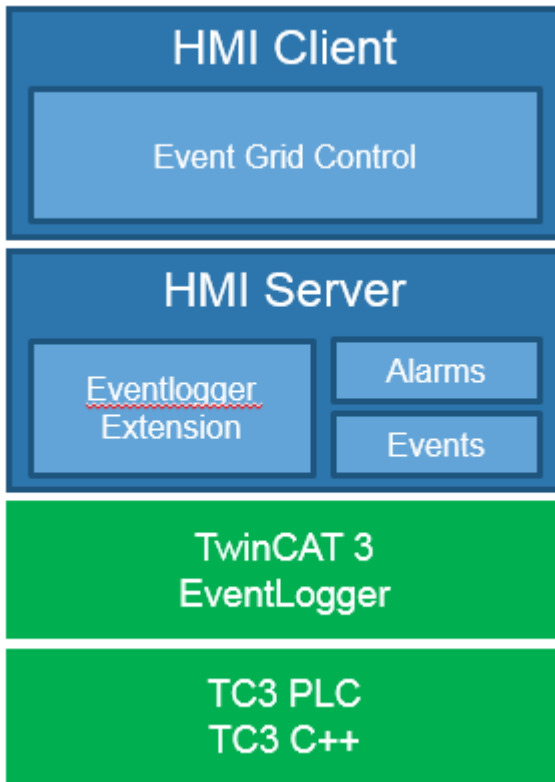 HMI Client
Event Grid Control
HMI Server
Eventlogger
Extension
Alarms
Events
TwinCAT 3
EventLogger
TC3 PLC
TC3 C++